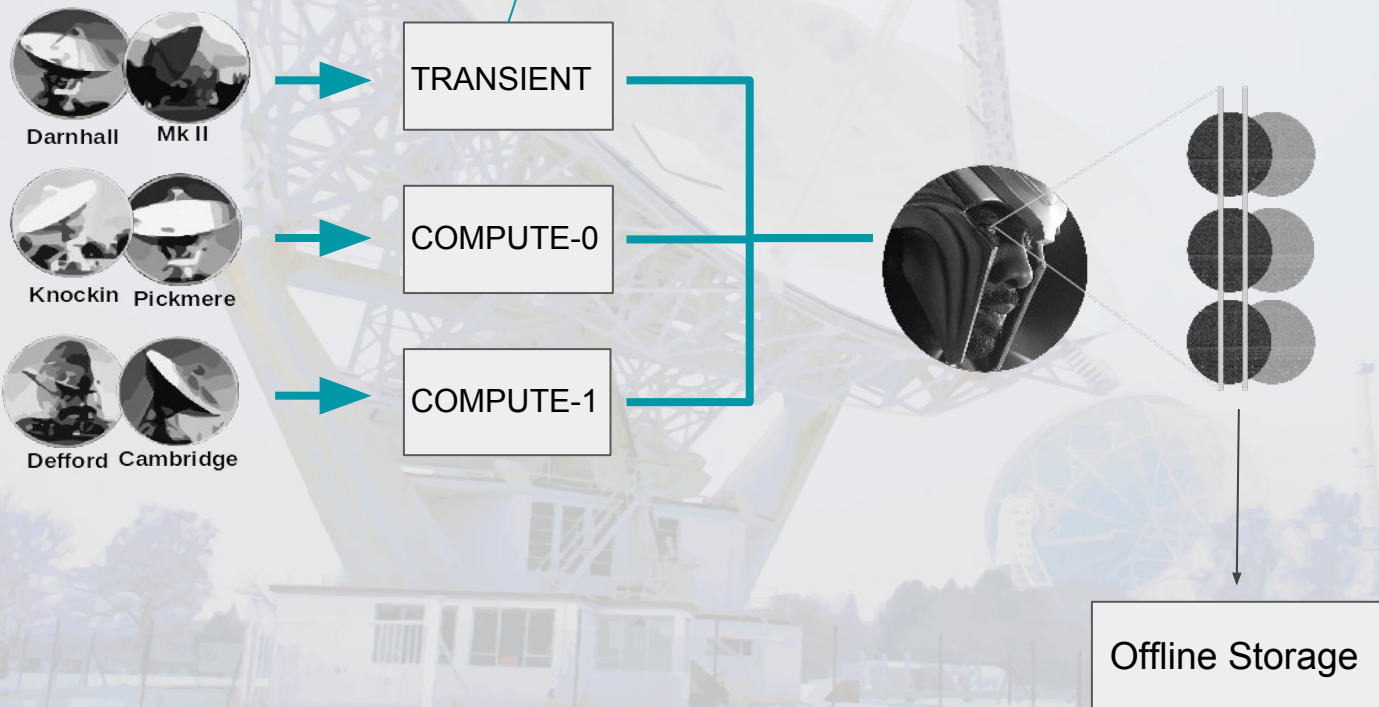 Darnhall Mk II
TRANSIENT
Knockin Pickmere
COMPUTE-0
Defford Cambridge
COMPUTE-1
Offline Storage